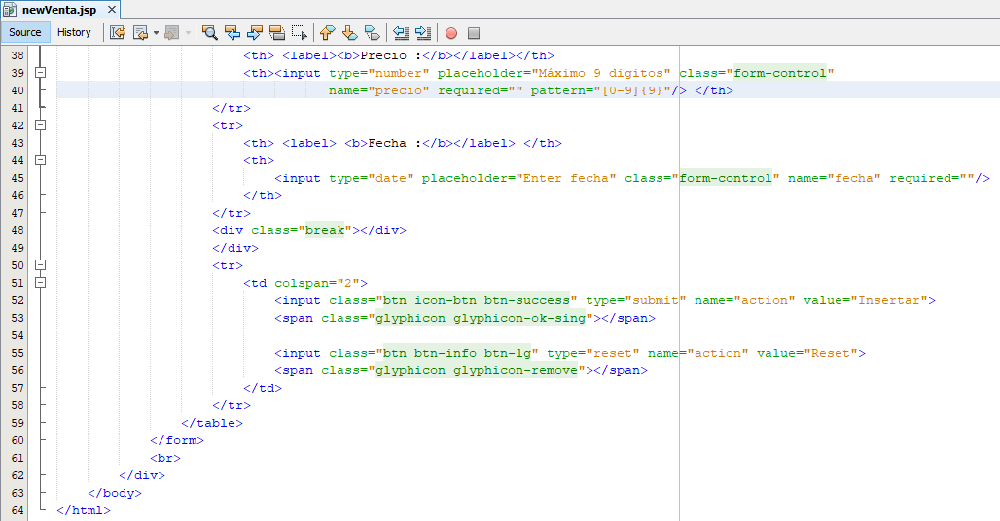 newVenta.jsp
Source History
38 <th> <label><b>Precio :</b></label></th>
39 <th><input type="number" placeholder="Máximo 9 digitos" class="form-control"
40 name="precio" required="" pattern="[0-9]{9}"/> </th>
41 </tr>
42 <tr>
43 <th> <label> <b>Fecha :</b></label> </th>
44 <th>
45 <input type="date" placeholder="Enter fecha" class="form-control" name="fecha" required=""/>
46 </th>
47 </tr>
48 <div class="break"></div>
49 </div>
50 <tr>
51 <td colspan="2">
52 <input class="btn icon-btn btn-success" type="submit" name="action" value="Insertar">
53 <span class="glyphicon glyphicon-ok-sing"></span>
54
55 <input class="btn btn-info btn-lg" type="reset" name="action" value="Reset">
56 <span class="glyphicon glyphicon-remove"></span>
57 </td>
58 </tr>
59 </table>
60 </form>
61 <br>
62 </div>
63 </body>
64 </html>